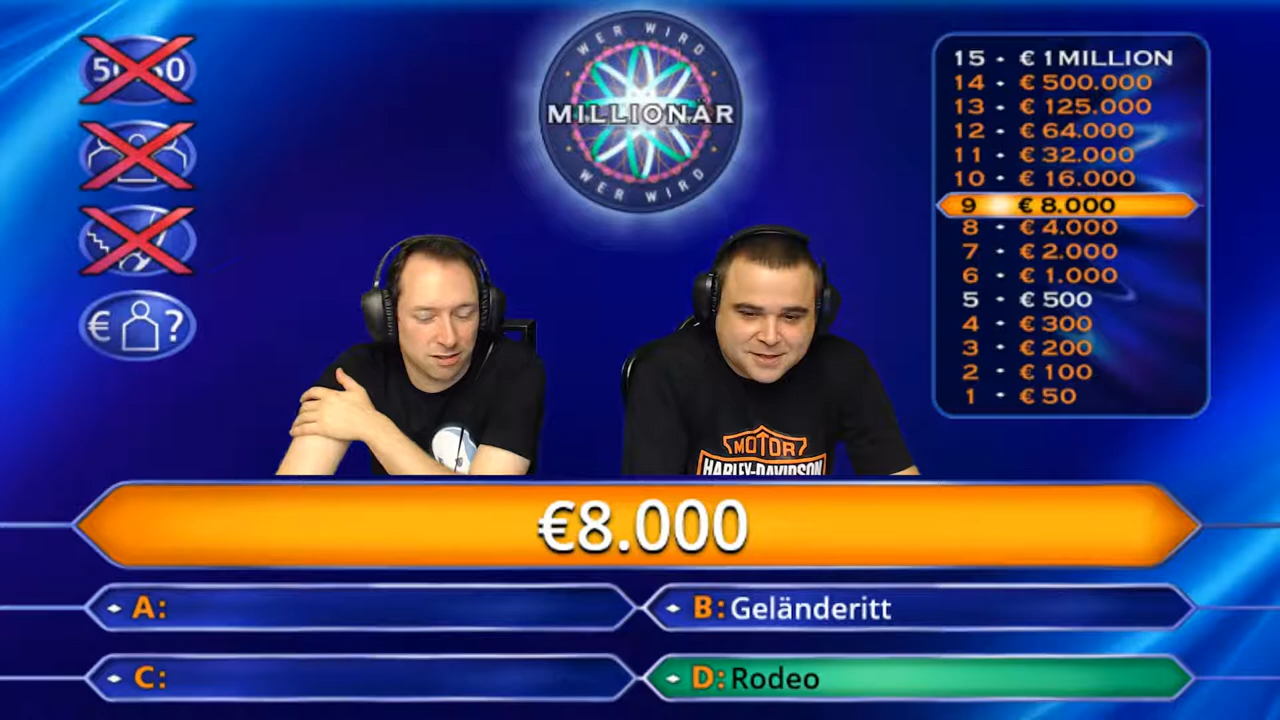 50:50
WER WIRD
MILLIONÄR
WER WIRD
15 · € 1 MILLION
14 · € 500.000
13 · € 125.000
12 · € 64.000
11 · € 32.000
10 · € 16.000
9 € 8.000
8 · € 4.000
7 · € 2.000
6 · € 1.000
5 · € 500
4 · € 300
3 · € 200
2 · € 100
1 · € 50
€ ?
MOTOR
HARLEY-DAVIDSON
€8.000
A:
B: Geländeritt
C:
D: Rodeo